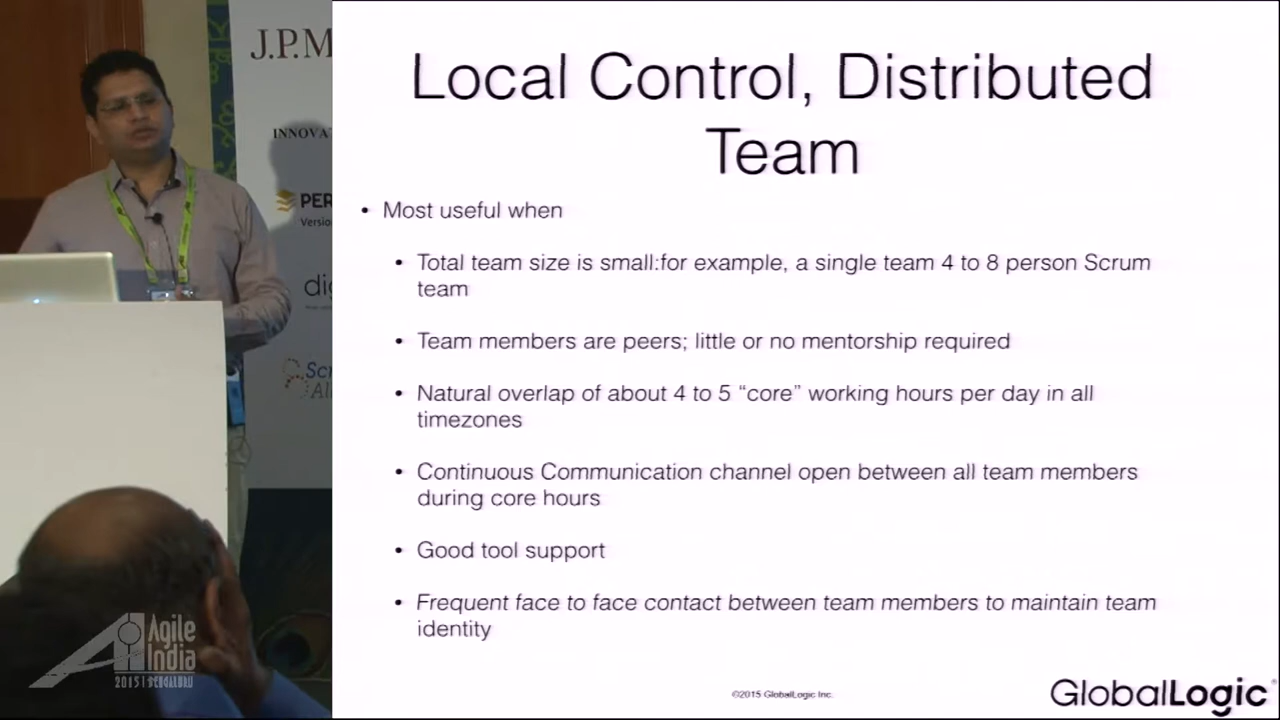 J.P.M
INNOVA
PER
Versio
dig
Scr
All
Agile
India
2015 | BENGALURU
Local Control, Distributed
Team
• Most useful when
• Total team size is small:for example, a single team 4 to 8 person Scrum
team
• Team members are peers; little or no mentorship required
• Natural overlap of about 4 to 5 “core” working hours per day in all
timezones
• Continuous Communication channel open between all team members
during core hours
• Good tool support
• Frequent face to face contact between team members to maintain team
identity
©2015 GlobalLogic Inc.
GlobalLogic